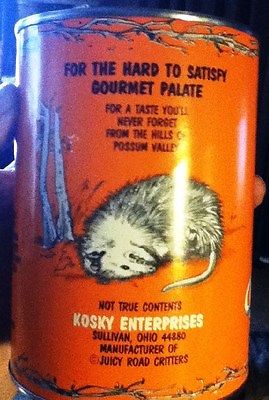 FOR THE HARD TO SATISFY
GOURMET PALATE
FOR A TASTE YOU'LL
NEVER FORGET
FROM THE HILLS OF
POSSUM VALLEY
NOT TRUE CONTENTS
KOSKY ENTERPRISES
SULLIVAN, OHIO 44880
MANUFACTURER OF
©JUICY ROAD CRITTERS